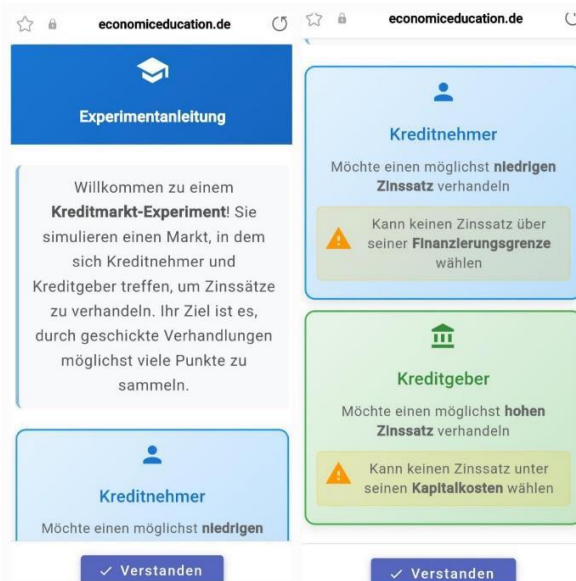 economiceducation.de
Experimentanleitung
Willkommen zu einem
Kreditmarkt-Experiment! Sie
simulieren einen Markt, in dem
sich Kreditnehmer und
Kreditgeber treffen, um Zinssätze
zu verhandeln. Ihr Ziel ist es,
durch geschickte Verhandlungen
möglichst viele Punkte zu
sammeln.
Kreditnehmer
Möchte einen möglichst niedrigen
✓ Verstanden
economiceducation.de
Kreditnehmer
Möchte einen möglichst niedrigen
Zinssatz verhandeln
Kann keinen Zinssatz über
seiner Finanzierungsgrenze
wählen
Kreditgeber
Möchte einen möglichst hohen
Zinssatz verhandeln
Kann keinen Zinssatz unter
seinen Kapitalkosten wählen
✓ Verstanden